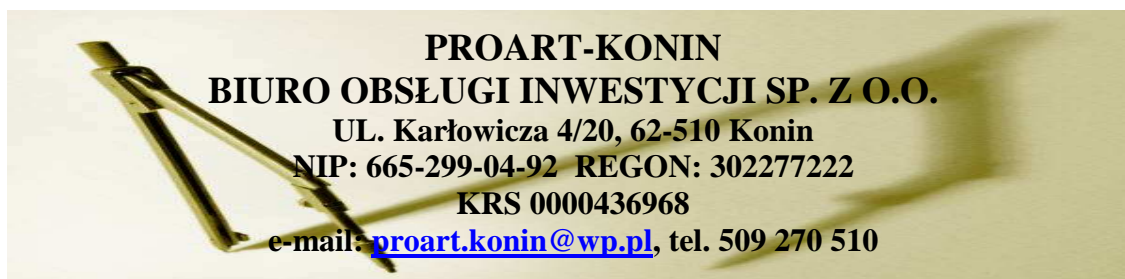 PROART-KONIN
BIURO OBSŁUGI INWESTYCJI SP. Z O.O.
UL. Karłowicza 4/20, 62-510 Konin
NIP: 665-299-04-92 REGON: 302277222
KRS 0000436968
e-mail: proart.konin@wp.pl, tel. 509 270 510